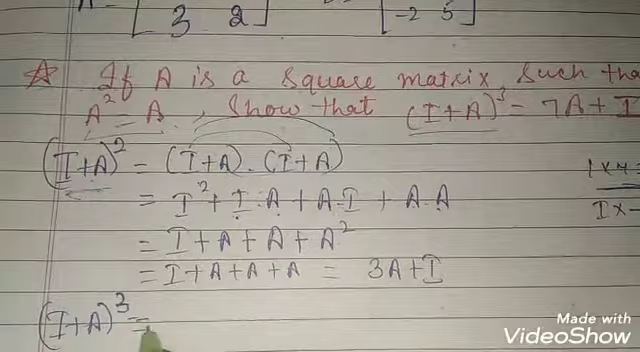 [3 2] [-2 5]
☆ If A is a square matrix, such tha
A² = A, Show that (I+A)³ = 7A + I
(I+A)² = (I+A).(I+A)
= I² + I.A + A.I + A.A
= I + A + A + A²
= I + A + A + A = 3A + I
(I+A)³ =
Made with
VideoShow